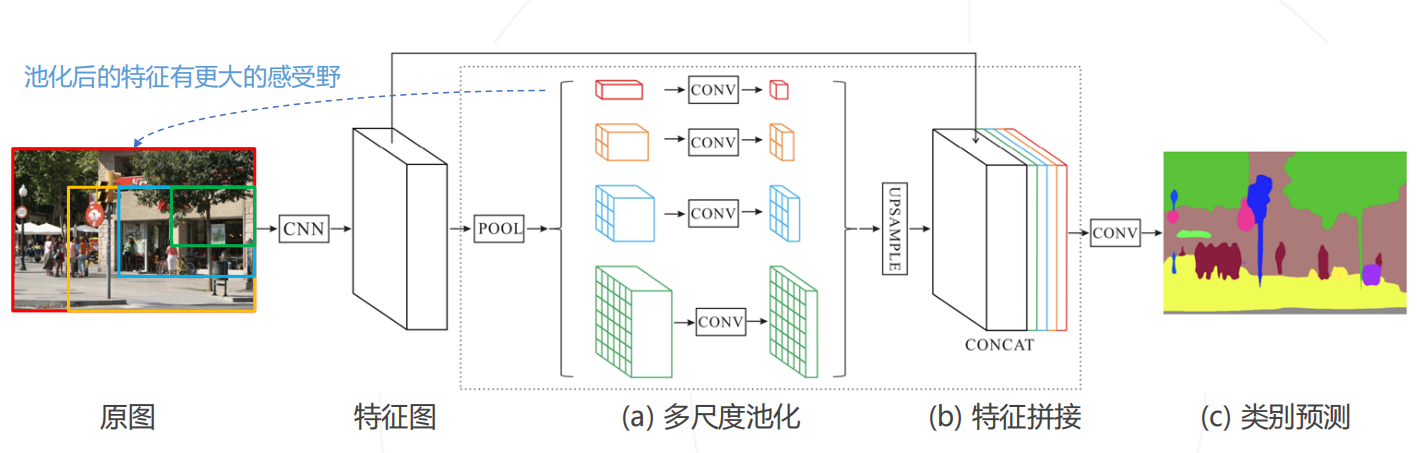 池化后的特征有更大的感受野
CNN
POOL
CONV
CONV
CONV
CONV
UPSAMPLE
CONCAT
CONV
原图
特征图
(a) 多尺度池化
(b) 特征拼接
(c) 类别预测